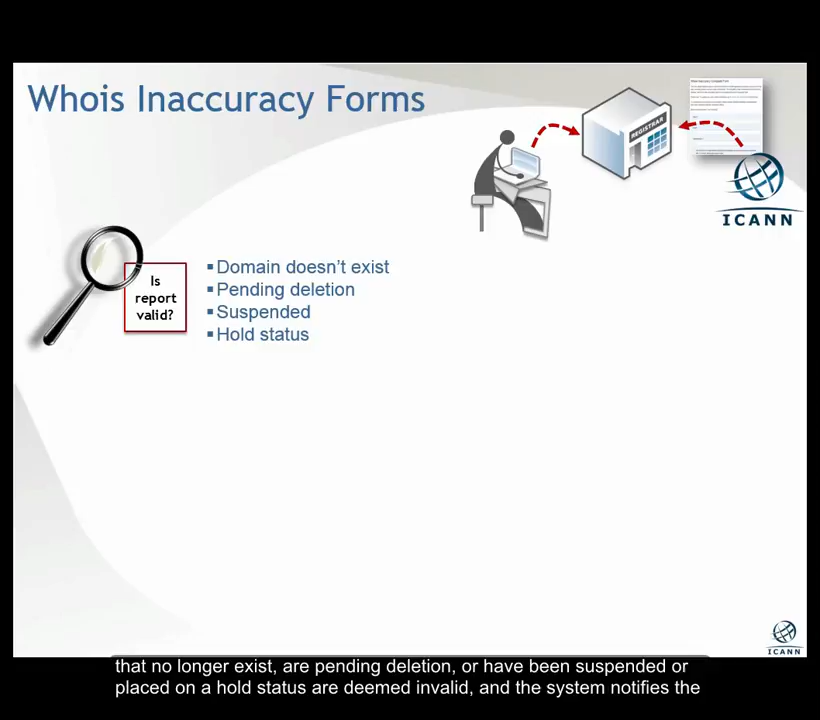 Whois Inaccuracy Forms
REGISTRAR
ICANN
Is
report
valid?
▪Domain doesn't exist
▪Pending deletion
▪Suspended
▪Hold status
ICANN
that no longer exist, are pending deletion, or have been suspended or
placed on a hold status are deemed invalid, and the system notifies the